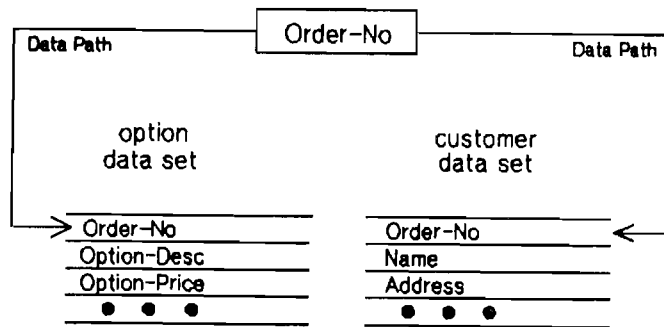 Order-No
Data Path
Data Path
option
data set
customer
data set
Order-No
Option-Desc
Option-Price
Order-No
Name
Address